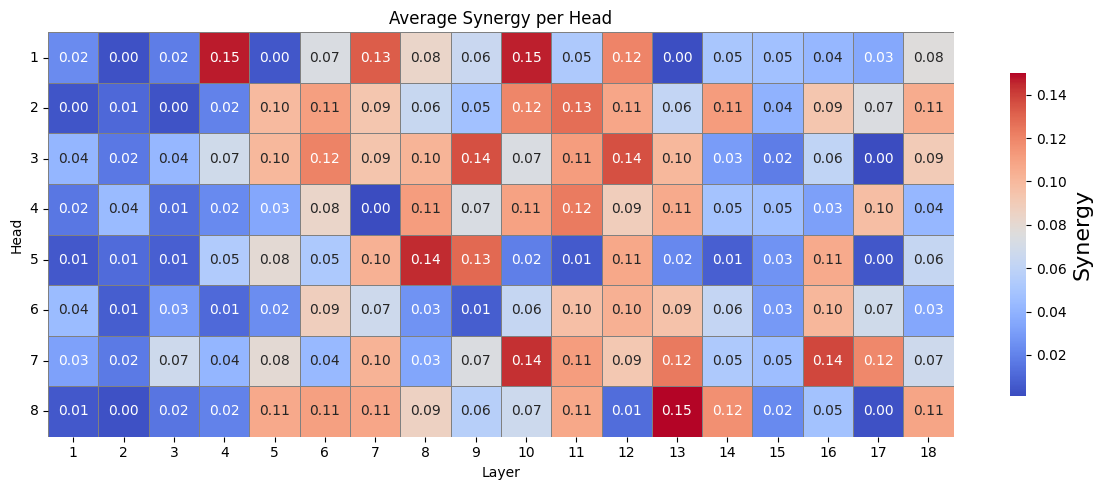 Average Synergy per Head
1 0.02 0.00 0.02 0.15 0.00 0.07 0.13 0.08 0.06 0.15 0.05 0.12 0.00 0.05 0.05 0.04 0.03 0.08
2 0.00 0.01 0.00 0.02 0.10 0.11 0.09 0.06 0.05 0.12 0.13 0.11 0.06 0.11 0.04 0.09 0.07 0.11
3 0.04 0.02 0.04 0.07 0.10 0.12 0.09 0.10 0.14 0.07 0.11 0.14 0.10 0.03 0.02 0.06 0.00 0.09
4 0.02 0.04 0.01 0.02 0.03 0.08 0.00 0.11 0.07 0.11 0.12 0.09 0.11 0.05 0.05 0.03 0.10 0.04
5 0.01 0.01 0.01 0.05 0.08 0.05 0.10 0.14 0.13 0.02 0.01 0.11 0.02 0.01 0.03 0.11 0.00 0.06
6 0.04 0.01 0.03 0.01 0.02 0.09 0.07 0.03 0.01 0.06 0.10 0.10 0.09 0.06 0.03 0.10 0.07 0.03
7 0.03 0.02 0.07 0.04 0.08 0.04 0.10 0.03 0.07 0.14 0.11 0.09 0.12 0.05 0.05 0.14 0.12 0.07
8 0.01 0.00 0.02 0.02 0.11 0.11 0.11 0.09 0.06 0.07 0.11 0.01 0.15 0.12 0.02 0.05 0.00 0.11
1 2 3 4 5 6 7 8 9 10 11 12 13 14 15 16 17 18
Layer
Head
0.14
0.12
0.10
0.08
0.06
0.04
0.02
Synergy